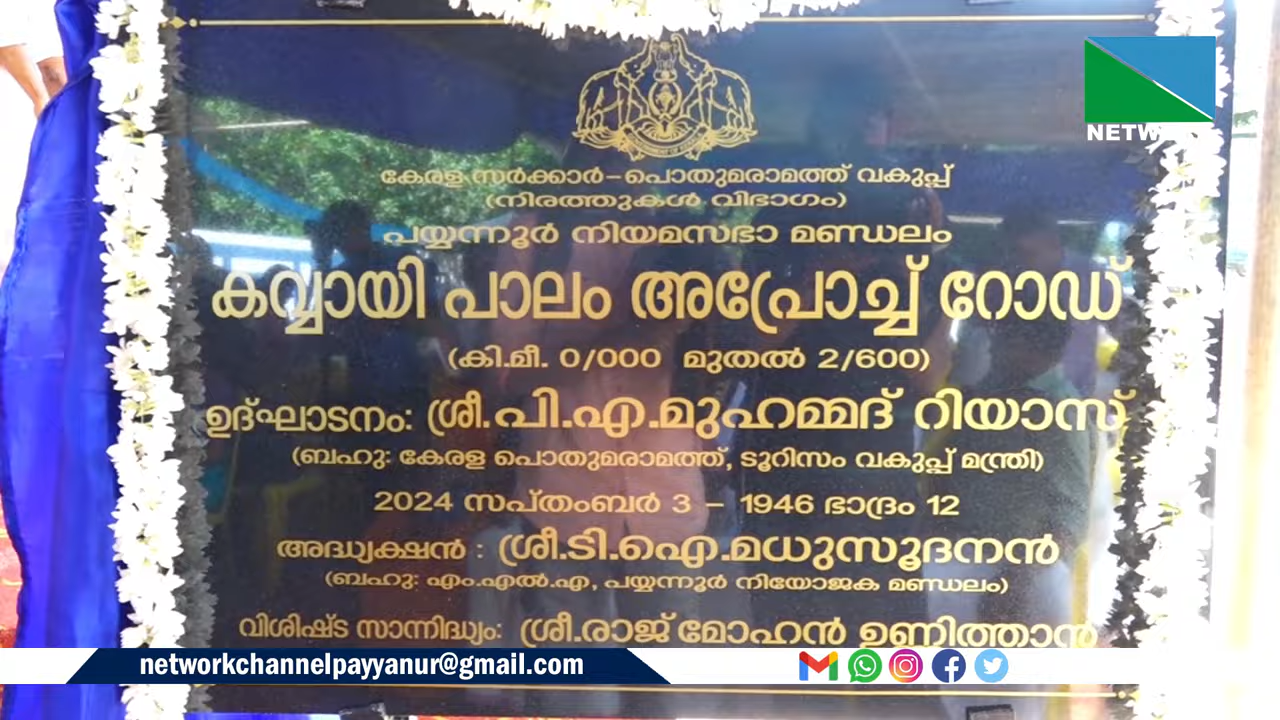 കേരള സർക്കാർ-പൊതുമരാമത്ത് വകുപ്പ്
(നിരത്തുകൾ വിഭാഗം)
പയ്യന്നൂർ നിയമസഭാ മണ്ഡലം
കവ്വായി പാലം അപ്രോച്ച് റോഡ്
(കി.മീ. 0/000 മുതൽ 2/600)
ഉദ്ഘാടനം: ശ്രീ.പി.എ.മുഹമ്മദ് റിയാസ്
(ബഹു: കേരള പൊതുമരാമത്ത്, ടൂറിസം വകുപ്പ് മന്ത്രി)
2024 സപ്തംബർ 3 - 1946 ഭാദ്രം 12
അദ്ധ്യക്ഷൻ : ശ്രീ.ടി.ഐ.മധുസൂദനൻ
(ബഹു: എം.എൽ.എ, പയ്യന്നൂർ നിയോജക മണ്ഡലം)
വിശിഷ്ട സാന്നിദ്ധ്യം: ശ്രീ.രാജ് മോഹൻ ഉണിത്താൻ
networkchannelpayyanur@gmail.com